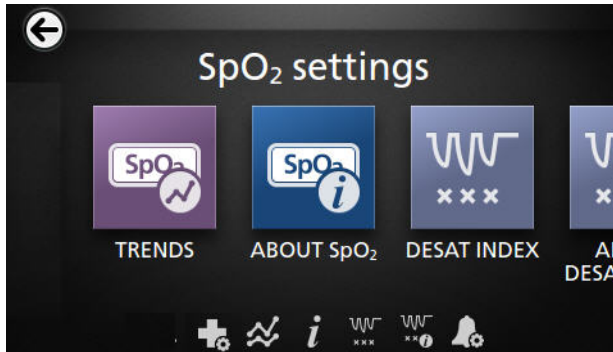 SpO₂ settings
SpO₂
SpO₂
TRENDS
ABOUT SpO₂
DESAT INDEX